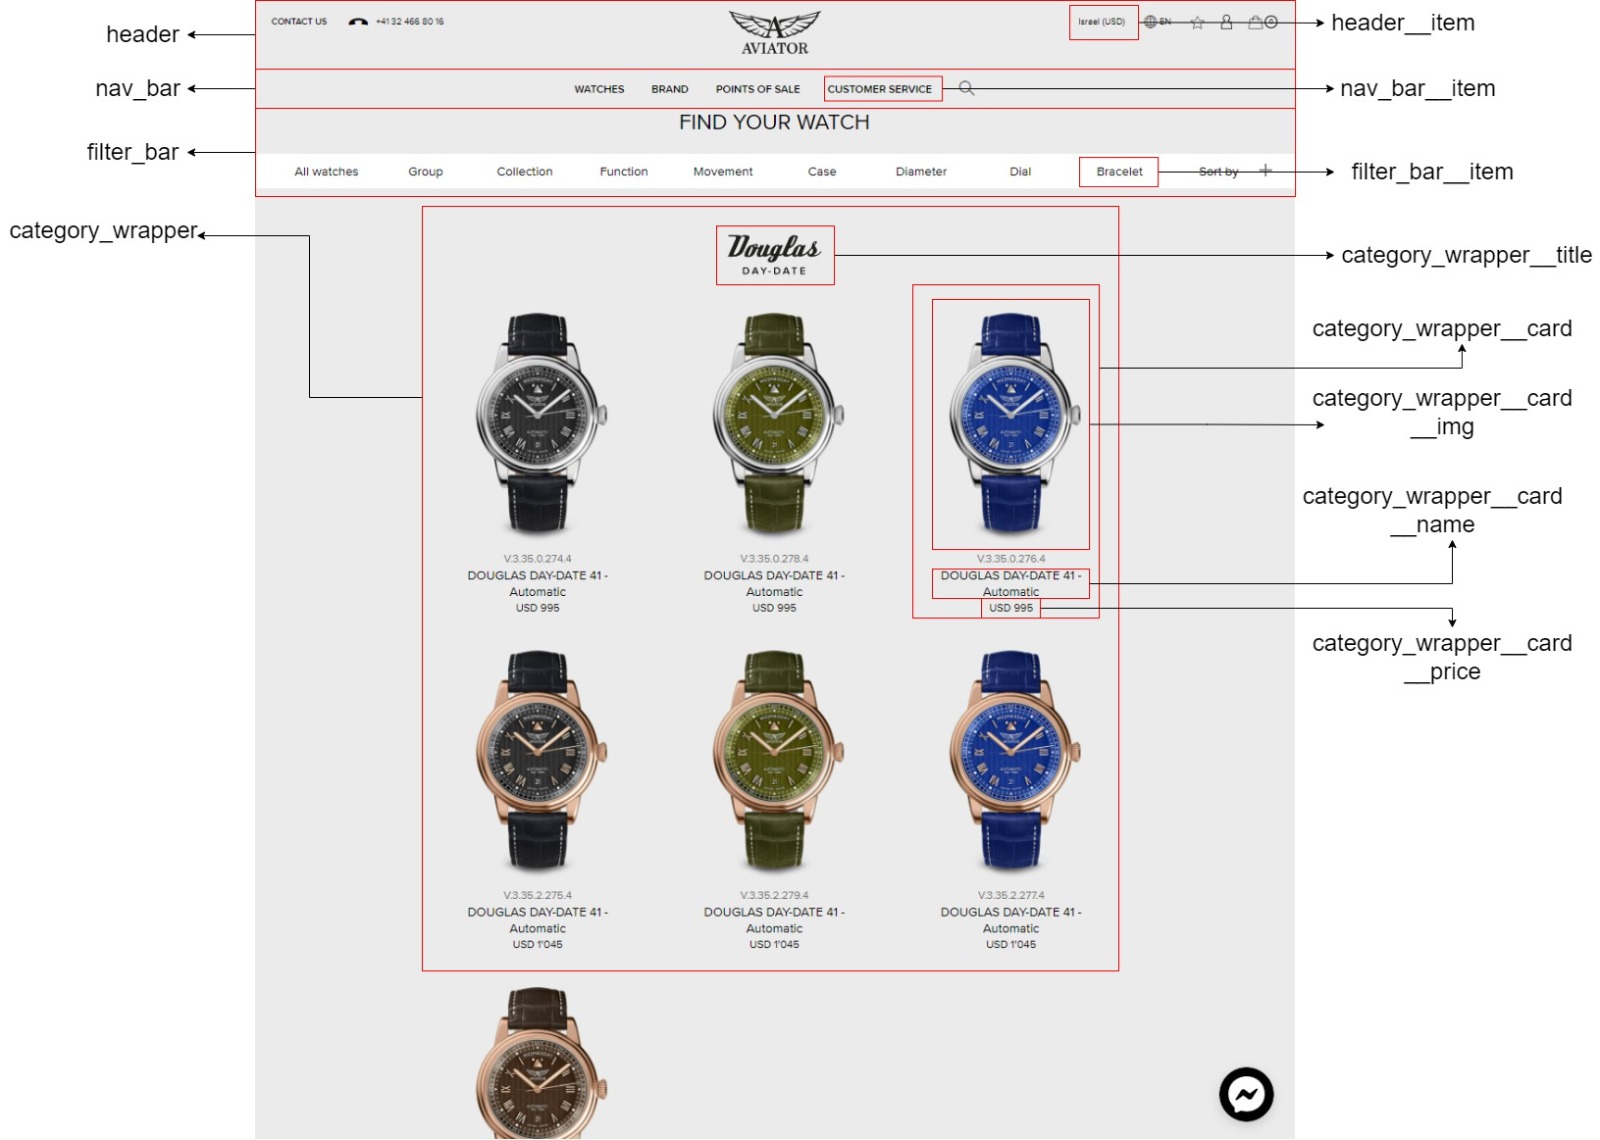 CONTACT US
+41 32 466 80 16
AVIATOR
Israel (USD)
EN
0
header
header__item
nav_bar
WATCHES
BRAND
POINTS OF SALE
CUSTOMER SERVICE
nav_bar__item
FIND YOUR WATCH
filter_bar
All watches
Group
Collection
Function
Movement
Case
Diameter
Dial
Bracelet
Sort by
filter_bar__item
category_wrapper
Douglas
DAY-DATE
category_wrapper__title
category_wrapper__card
category_wrapper__card
__img
category_wrapper__card
__name
category_wrapper__card
__price
V.3.35.0.274.4
DOUGLAS DAY-DATE 41 -
Automatic
USD 995
V.3.35.0.278.4
DOUGLAS DAY-DATE 41 -
Automatic
USD 995
V.3.35.0.276.4
DOUGLAS DAY-DATE 41 -
Automatic
USD 995
V.3.35.2.275.4
DOUGLAS DAY-DATE 41 -
Automatic
USD 1'045
V.3.35.2.279.4
DOUGLAS DAY-DATE 41 -
Automatic
USD 1'045
V.3.35.2.277.4
DOUGLAS DAY-DATE 41 -
Automatic
USD 1'045